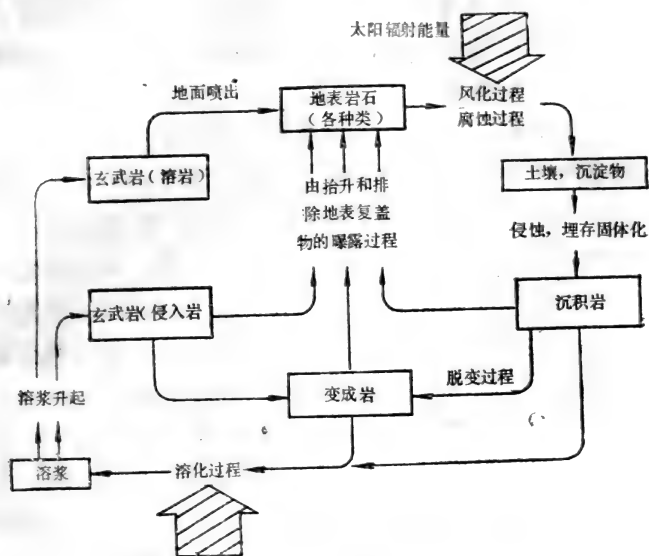 太阳辐射能量
地面喷出
地表岩石
（各种类）
风化过程
腐蚀过程
玄武岩（溶岩）
由抬升和排
除地表复盖
物的曝露过程
土壤，沉淀物
侵蚀，埋存固体化
玄武岩（侵入岩
沉积岩
变成岩
脱变过程
溶浆升起
溶浆
溶化过程